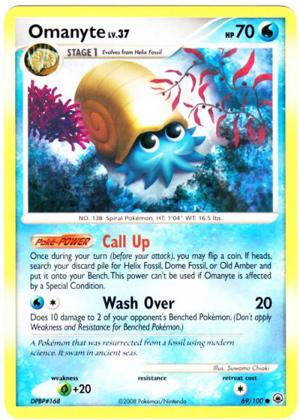 Omanyte LV.37
HP 70
STAGE 1 Evolves from Helix Fossil
NO. 138 Spiral Pokémon, HT: 1'04" WT: 16.5 lbs.
Poké-POWER Call Up
Once during your turn (before your attack), you may flip a coin. If heads,
search your discard pile for Helix Fossil, Dome Fossil, or Old Amber and
put it onto your Bench. This power can't be used if Omanyte is affected
by a Special Condition.
Wash Over 20
Does 10 damage to 2 of your opponent's Benched Pokémon. (Don't apply
Weakness and Resistance for Benched Pokémon.)
A Pokémon that was resurrected from a fossil using modern
science. It swam in ancient seas.
Illus. Suwama Chiaki
weakness resistance retreat cost
+20
DPBP#168 ©2008 Pokémon/Nintendo 69/100